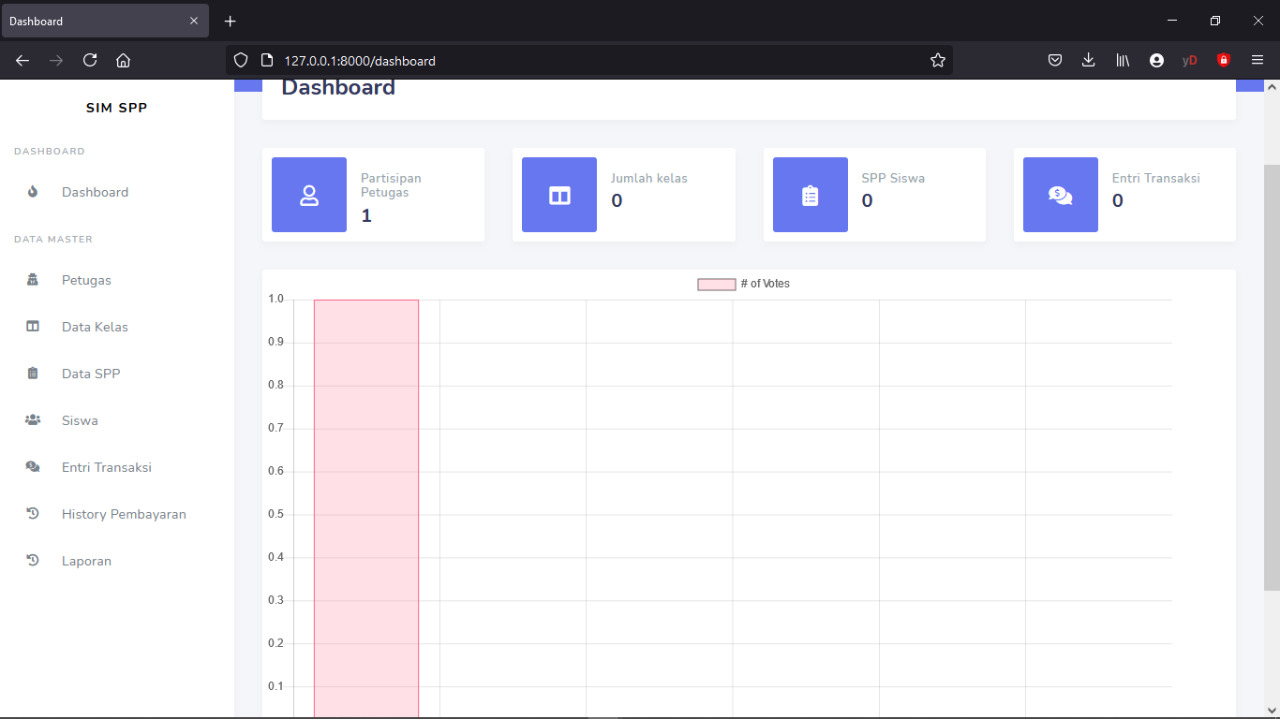 Dashboard
127.0.0.1:8000/dashboard
yD
SIM SPP
DASHBOARD
Dashboard
DATA MASTER
Petugas
Data Kelas
Data SPP
Siswa
Entri Transaksi
History Pembayaran
Laporan
Dashboard
Partisipan
Petugas
1
Jumlah kelas
0
SPP Siswa
0
Entri Transaksi
0
# of Votes
1.0
0.9
0.8
0.7
0.6
0.5
0.4
0.3
0.2
0.1